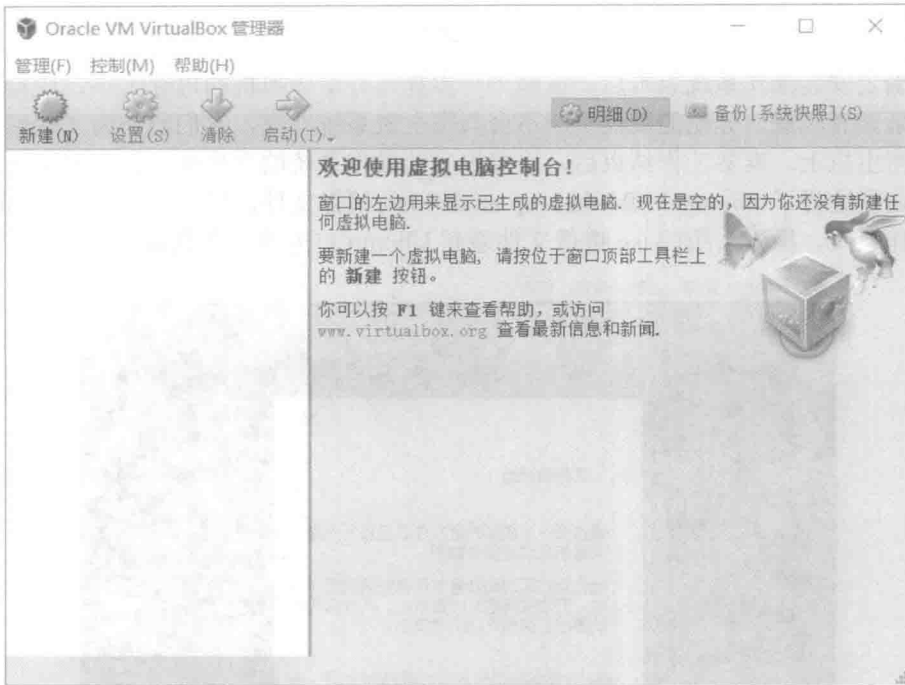 Oracle VM VirtualBox 管理器
管理(F) 控制(M) 帮助(H)
新建(N) 设置(S) 清除 启动(T) 明细(D) 备份[系统快照](S)
欢迎使用虚拟电脑控制台!
窗口的左边用来显示已生成的虚拟电脑. 现在是空的, 因为你还没有新建任
何虚拟电脑.
要新建一个虚拟电脑, 请按位于窗口顶部工具栏上
的 新建 按钮。
你可以按 F1 键来查看帮助, 或访问
www.virtualbox.org 查看最新信息和新闻.